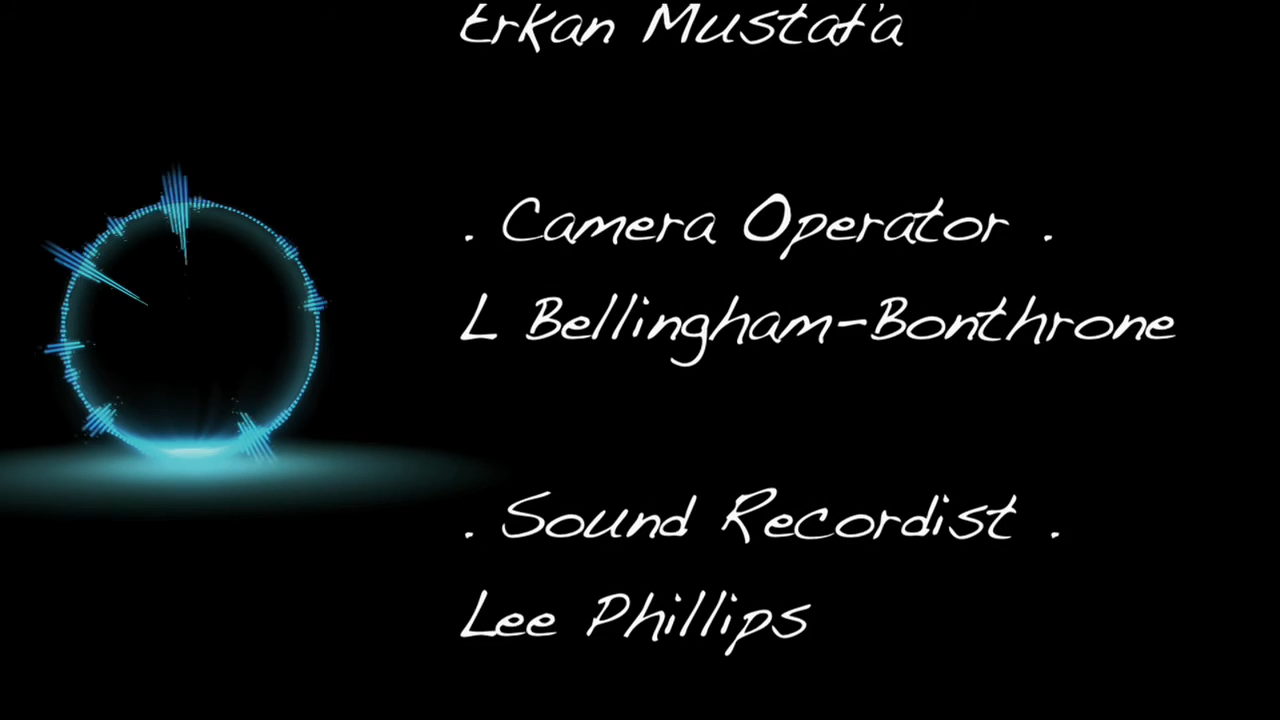 Erkan Mustafa
. Camera Operator .
L Bellingham-Bonthrone
. Sound Recordist .
Lee Phillips